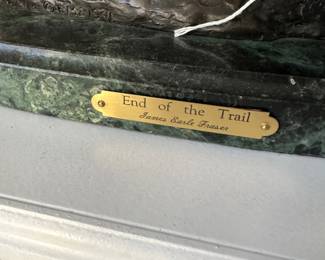 End of the Trail
James Earle Fraser